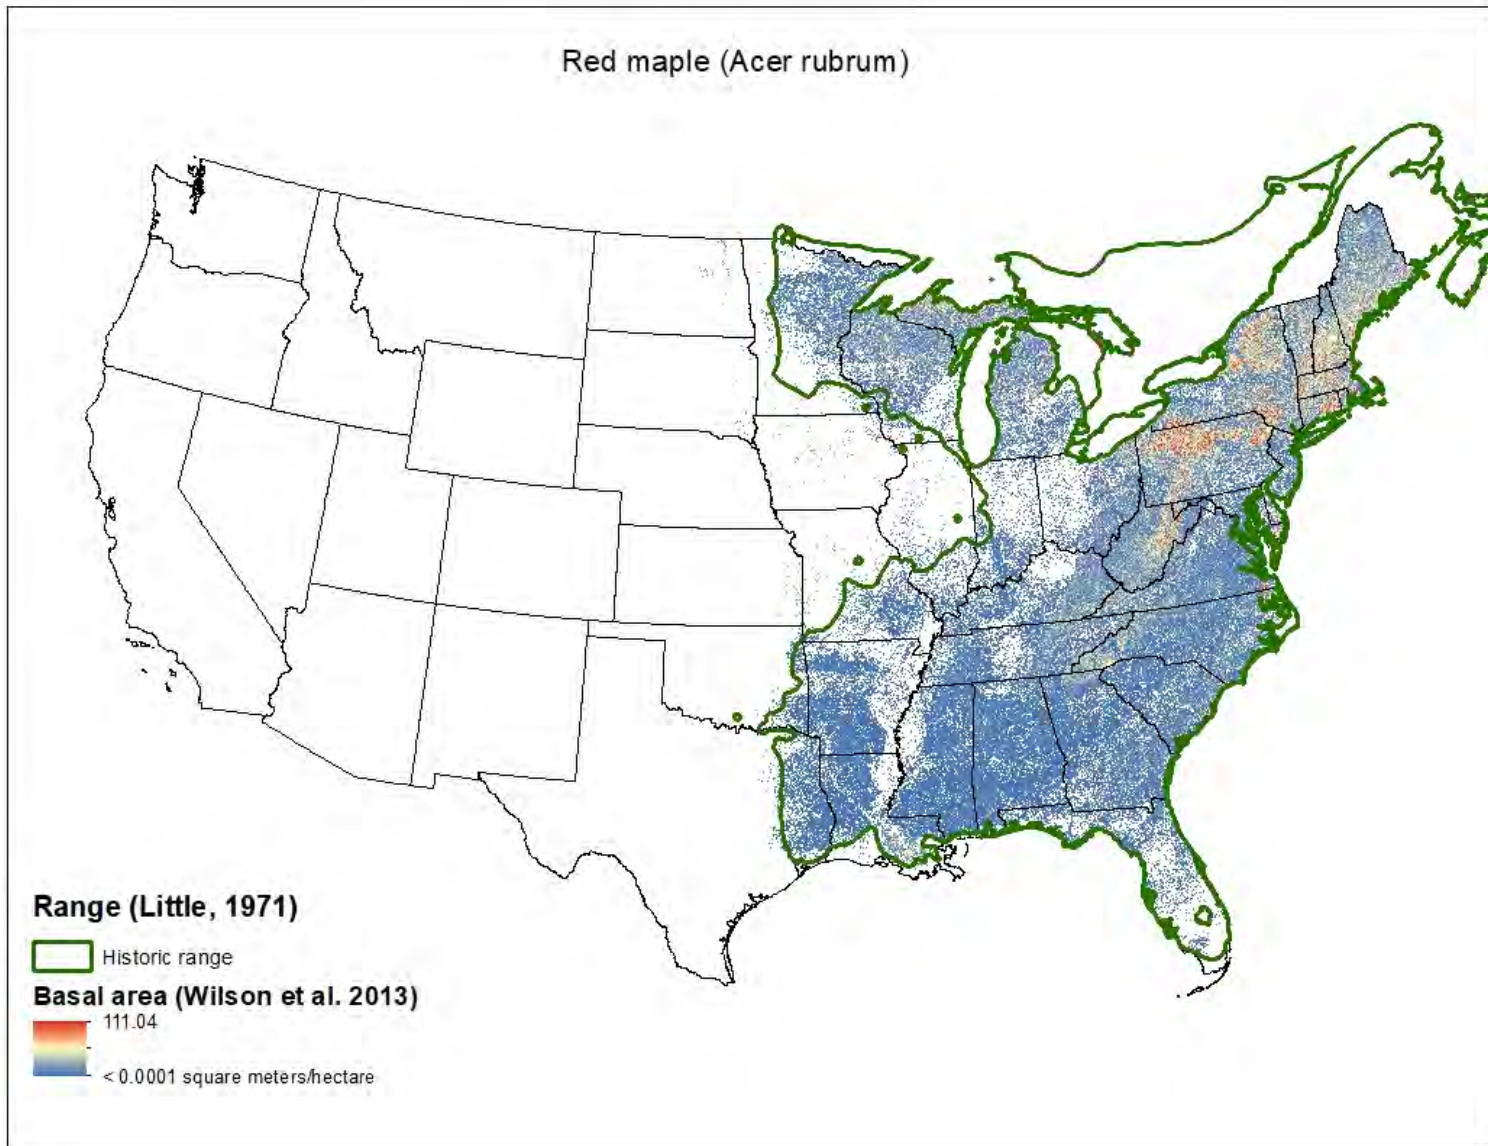 Red maple (Acer rubrum)
Range (Little, 1971)
Historic range
Basal area (Wilson et al. 2013)
111.04
< 0.0001 square meters/hectare